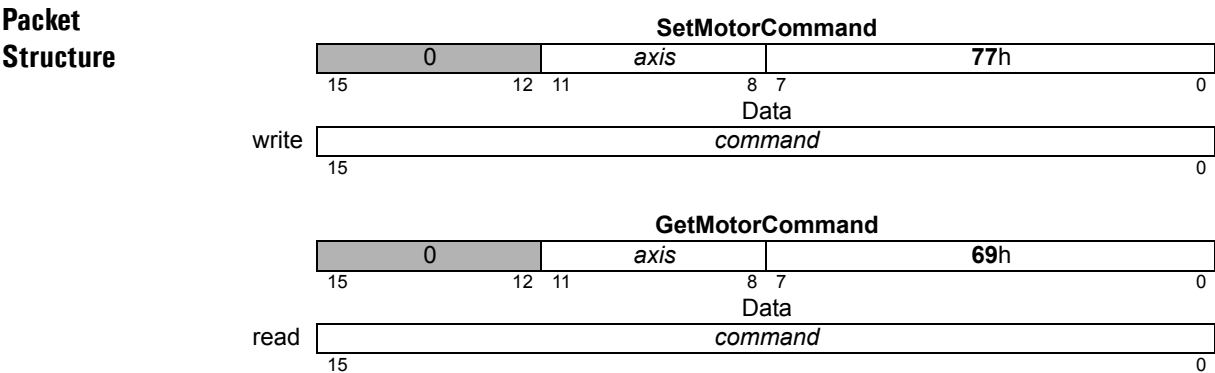 Packet
Structure
SetMotorCommand
0 axis 77h
15 12 11 8 7 0
Data
write command
15 0
GetMotorCommand
0 axis 69h
15 12 11 8 7 0
Data
read command
15 0